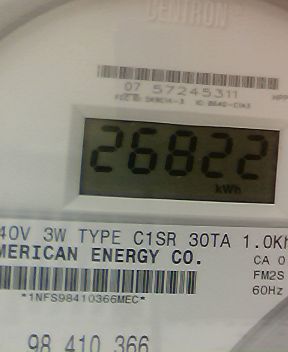 CENTRON®
07 57245311
26822
kWh
40V 3W TYPE C1SR 30TA 1.0Kh
MERICAN ENERGY CO.
CA 0
FM2S
60Hz
*1NFS98410366MEC*
98 410 366